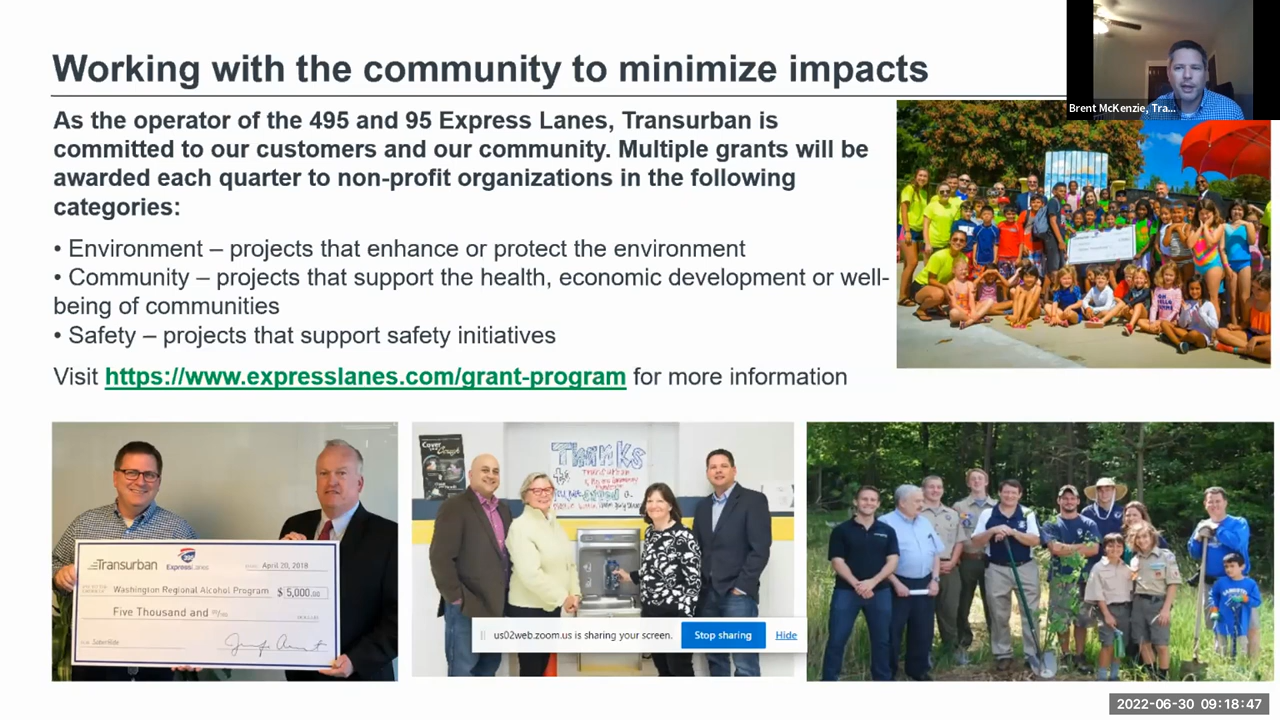 Working with the community to minimize impacts
Brent McKenzie, Tra...
As the operator of the 495 and 95 Express Lanes, Transurban is
committed to our customers and our community. Multiple grants will be
awarded each quarter to non-profit organizations in the following
categories:
• Environment – projects that enhance or protect the environment
• Community – projects that support the health, economic development or well-
being of communities
• Safety – projects that support safety initiatives
Visit https://www.expresslanes.com/grant-program for more information
Transurban
ExpressLanes
April 20, 2018
Washington Regional Alcohol Program $ 5,000.00
Five Thousand and
SoberRide
Cover
Thanks
Transurban
us02web.zoom.us is sharing your screen. Stop sharing Hide
2022-06-30 09:18:47